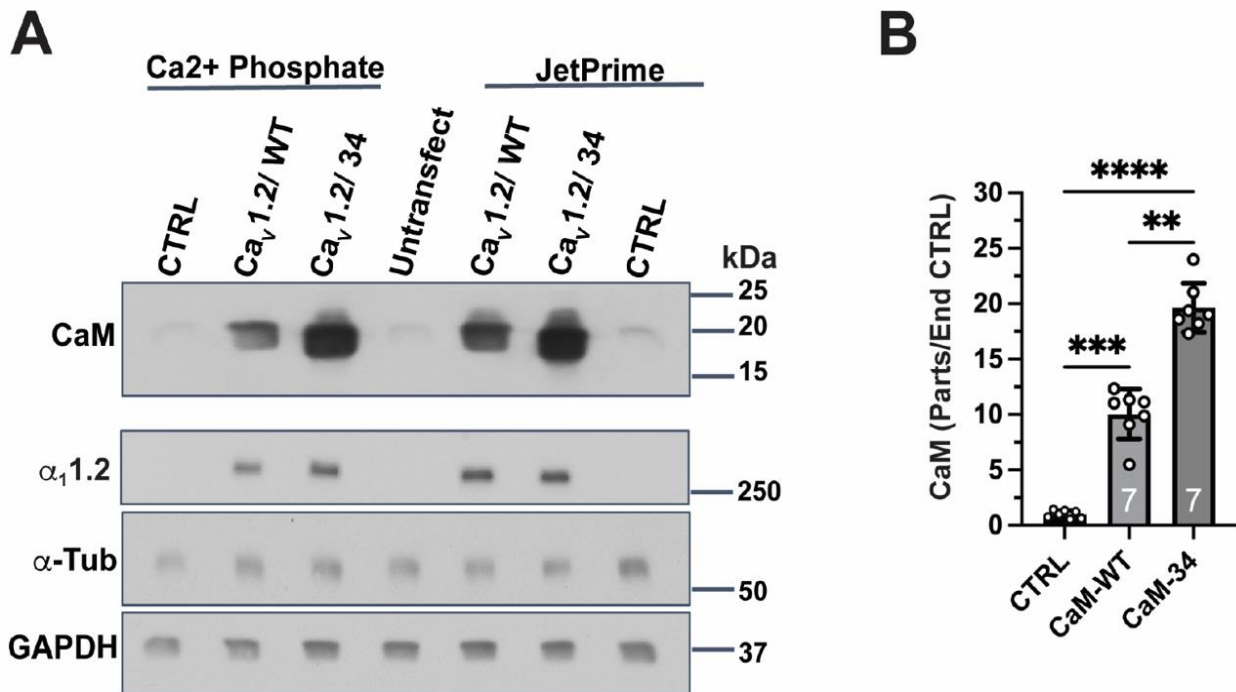 A
Ca2+ Phosphate
JetPrime
CTRL
Cav1.2/ WT
Cav1.2/ 34
Untransfect
Cav1.2/ WT
Cav1.2/ 34
CTRL
kDa
CaM
25
20
15
α11.2
250
α-Tub
50
GAPDH
37
B
CaM (Parts/End CTRL)
30
25
20
15
10
5
0
****
**
***
7
7
CTRL
CaM-WT
CaM-34